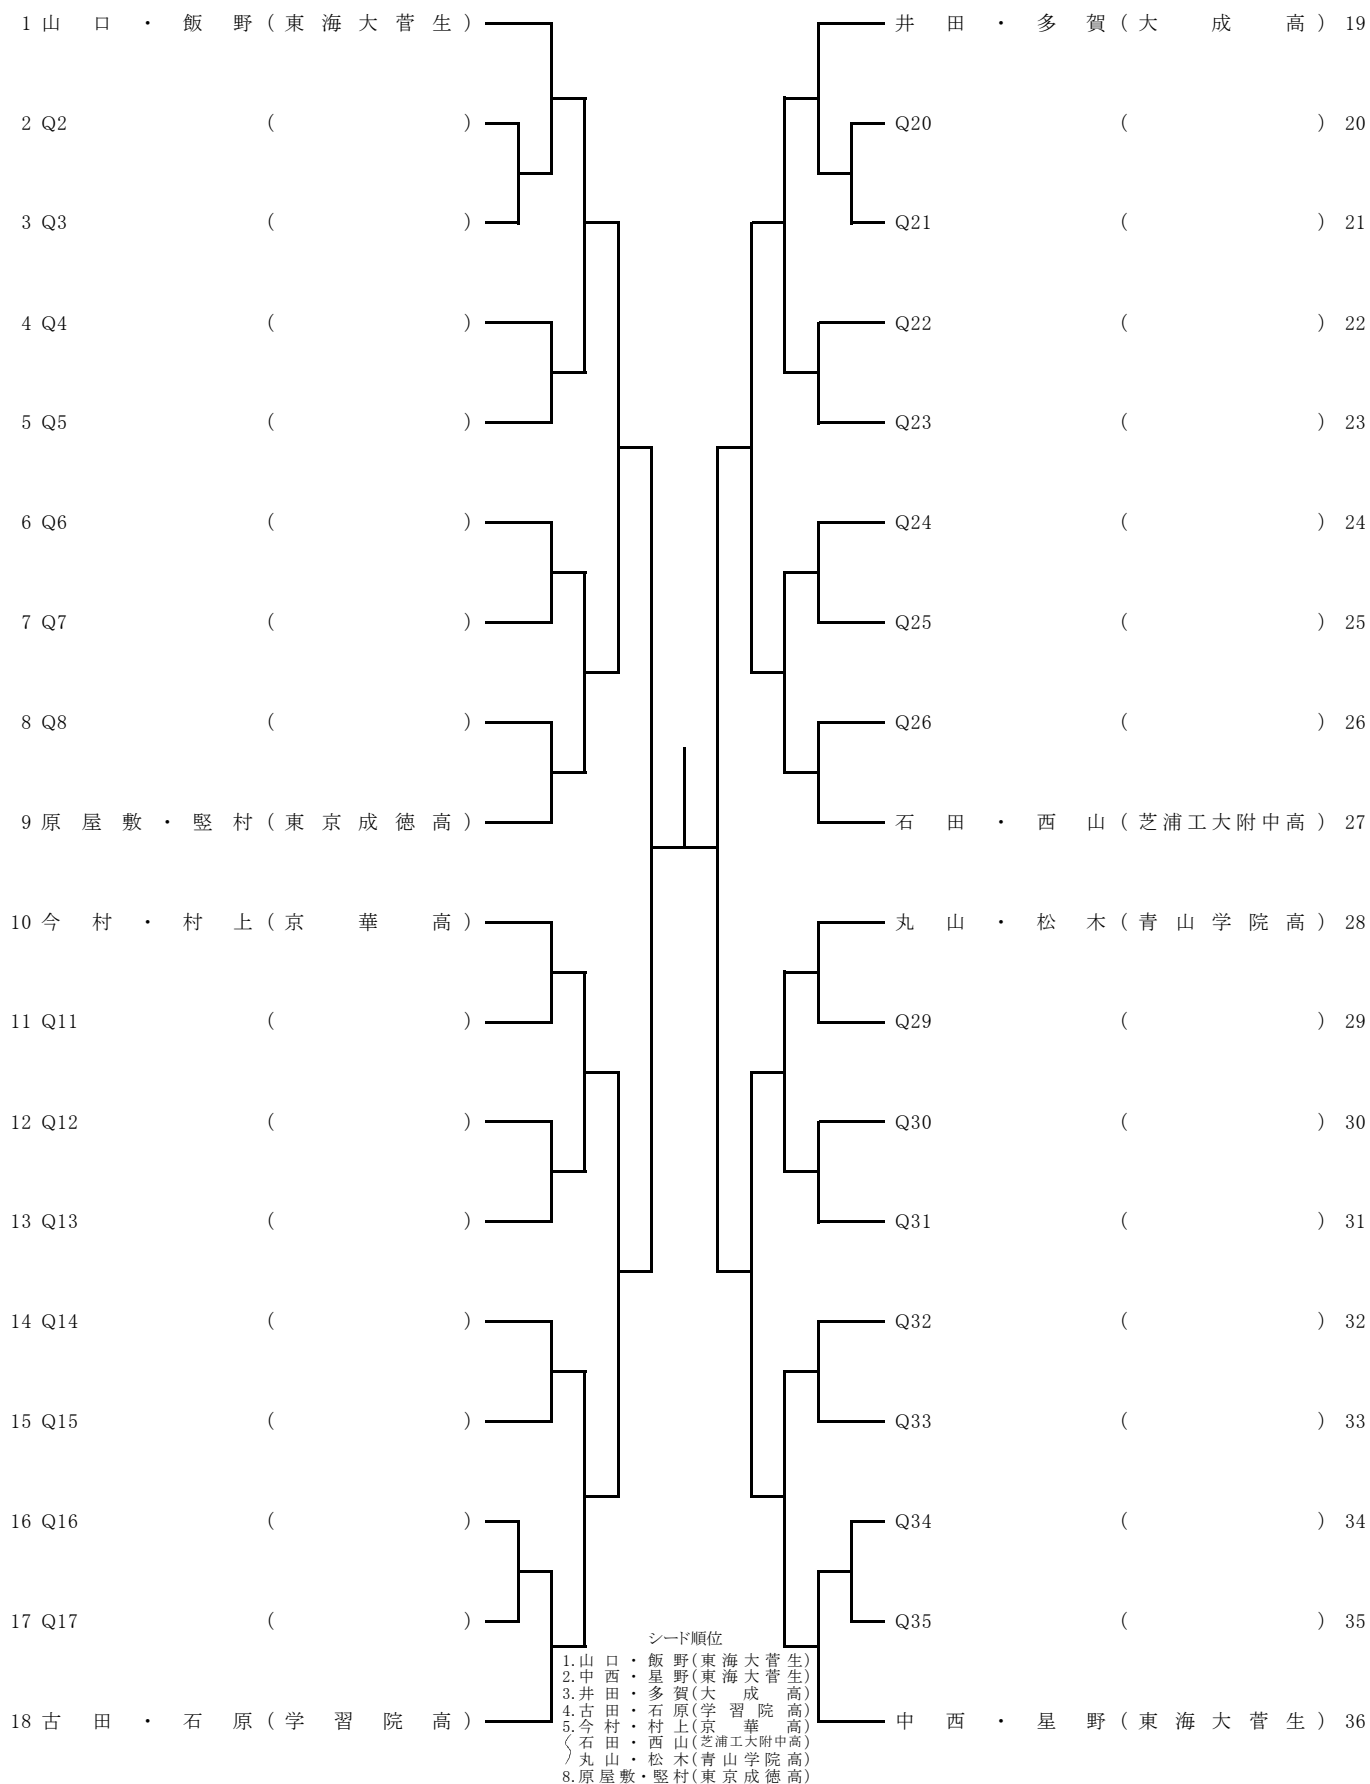 1 山口・飯野(東海大菅生)
2 Q2 ( )
3 Q3 ( )
4 Q4 ( )
5 Q5 ( )
6 Q6 ( )
7 Q7 ( )
8 Q8 ( )
9 原屋敷・堅村(東京成徳高)
10 今村・村上(京華高)
11 Q11 ( )
12 Q12 ( )
13 Q13 ( )
14 Q14 ( )
15 Q15 ( )
16 Q16 ( )
17 Q17 ( )
18 古田・石原(学習院高)
井田・多賀(大成高) 19
Q20 ( ) 20
Q21 ( ) 21
Q22 ( ) 22
Q23 ( ) 23
Q24 ( ) 24
Q25 ( ) 25
Q26 ( ) 26
石田・西山(芝浦工大附中高) 27
丸山・松木(青山学院高) 28
Q29 ( ) 29
Q30 ( ) 30
Q31 ( ) 31
Q32 ( ) 32
Q33 ( ) 33
Q34 ( ) 34
Q35 ( ) 35
中西・星野(東海大菅生) 36
シード順位
1.山口・飯野(東海大菅生)
2.中西・星野(東海大菅生)
3.井田・多賀(大成高)
4.古田・石原(学習院高)
5.今村・村上(京華高)
石田・西山(芝浦工大附中高)
丸山・松木(青山学院高)
8.原屋敷・堅村(東京成徳高)